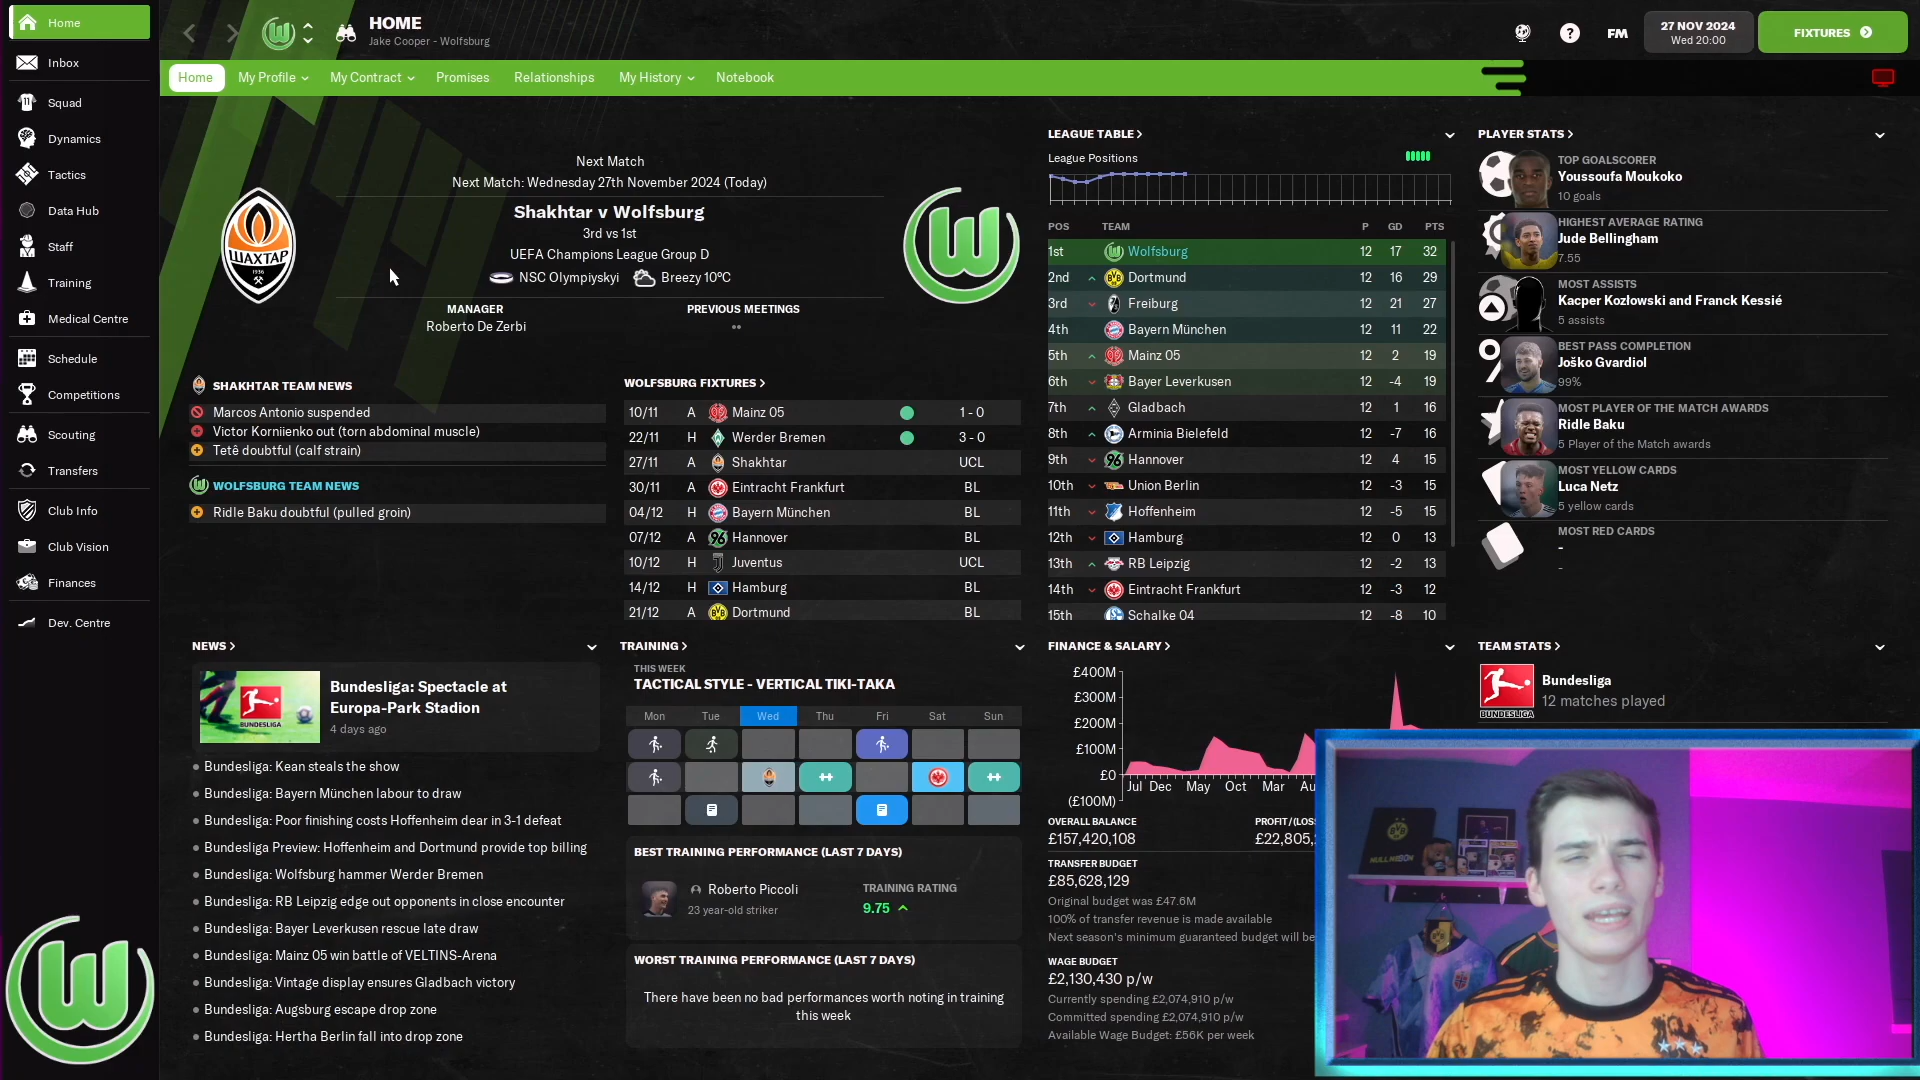 Home
Inbox
Squad
Dynamics
Tactics
Data Hub
Staff
Training
Medical Centre
Schedule
Competitions
Scouting
Transfers
Club Info
Club Vision
Finances
Dev. Centre
HOME
Jake Cooper - Wolfsburg
FM
27 NOV 2024
Wed 20:00
FIXTURES
Home My Profile My Contract Promises Relationships My History Notebook
Next Match
Next Match: Wednesday 27th November 2024 (Today)
Shakhtar v Wolfsburg
3rd vs 1st
UEFA Champions League Group D
NSC Olympiyskyi Breezy 10ºC
MANAGER
Roberto De Zerbi
PREVIOUS MEETINGS
ШАХТАР
1936
SHAKHTAR TEAM NEWS
Marcos Antonio suspended
Victor Korniienko out (torn abdominal muscle)
Tetê doubtful (calf strain)
WOLFSBURG TEAM NEWS
Ridle Baku doubtful (pulled groin)
WOLFSBURG FIXTURES
10/11 A Mainz 05 1 - 0
22/11 H Werder Bremen 3 - 0
27/11 A Shakhtar UCL
30/11 A Eintracht Frankfurt BL
04/12 H Bayern München BL
07/12 A Hannover BL
10/12 H Juventus UCL
14/12 H Hamburg BL
21/12 A Dortmund BL
LEAGUE TABLE
League Positions
POS TEAM P GD PTS
1st Wolfsburg 12 17 32
2nd Dortmund 12 16 29
3rd Freiburg 12 21 27
4th Bayern München 12 11 22
5th Mainz 05 12 2 19
6th Bayer Leverkusen 12 -4 19
7th Gladbach 12 1 16
8th Arminia Bielefeld 12 -7 16
9th Hannover 12 4 15
10th Union Berlin 12 -3 15
11th Hoffenheim 12 -5 15
12th Hamburg 12 0 13
13th RB Leipzig 12 -2 13
14th Eintracht Frankfurt 12 -3 12
15th Schalke 04 12 -8 10
PLAYER STATS
TOP GOALSCORER
Youssoufa Moukoko
10 goals
HIGHEST AVERAGE RATING
Jude Bellingham
7.55
MOST ASSISTS
Kacper Kozlowski and Franck Kessié
5 assists
BEST PASS COMPLETION
Joško Gvardiol
99%
MOST PLAYER OF THE MATCH AWARDS
Ridle Baku
5 Player of the Match awards
MOST YELLOW CARDS
Luca Netz
5 yellow cards
MOST RED CARDS
-
-
NEWS
Bundesliga: Spectacle at
Europa-Park Stadion
4 days ago
BUNDESLIGA
Bundesliga: Kean steals the show
Bundesliga: Bayern München labour to draw
Bundesliga: Poor finishing costs Hoffenheim dear in 3-1 defeat
Bundesliga Preview: Hoffenheim and Dortmund provide top billing
Bundesliga: Wolfsburg hammer Werder Bremen
Bundesliga: RB Leipzig edge out opponents in close encounter
Bundesliga: Bayer Leverkusen rescue late draw
Bundesliga: Mainz 05 win battle of VELTINS-Arena
Bundesliga: Vintage display ensures Gladbach victory
Bundesliga: Augsburg escape drop zone
Bundesliga: Hertha Berlin fall into drop zone
TRAINING
THIS WEEK
TACTICAL STYLE - VERTICAL TIKI-TAKA
Mon Tue Wed Thu Fri Sat Sun
BEST TRAINING PERFORMANCE (LAST 7 DAYS)
Roberto Piccoli
23 year-old striker
TRAINING RATING
9.75
WORST TRAINING PERFORMANCE (LAST 7 DAYS)
There have been no bad performances worth noting in training
this week
FINANCE & SALARY
£400M
£300M
£200M
£100M
£0
(£100M)
Jul Dec May Oct Mar Au
OVERALL BALANCE
£157,420,108
PROFIT/(LOSS
£22,805,
TRANSFER BUDGET
£85,628,129
Original budget was £47.6M
100% of transfer revenue is made available
Next season's minimum guaranteed budget will be
WAGE BUDGET
£2,130,430 p/w
Currently spending £2,074,910 p/w
Committed spending £2,074,910 p/w
Available Wage Budget: £56K per week
TEAM STATS
BUNDESLIGA
Bundesliga
12 matches played